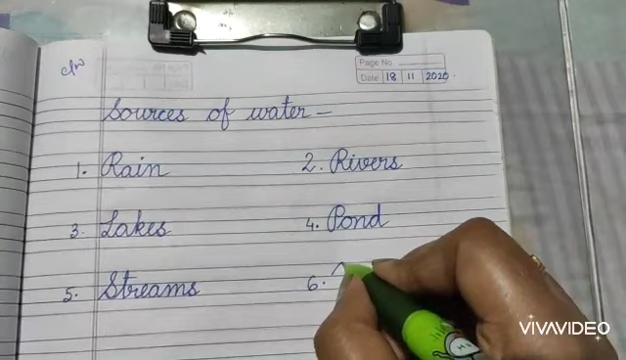 c/w
Page No.
Date 18 11 2020
Sources of water –
1. Rain 2. Rivers
3. Lakes 4. Pond
5. Streams 6.
VIVAVIDEO